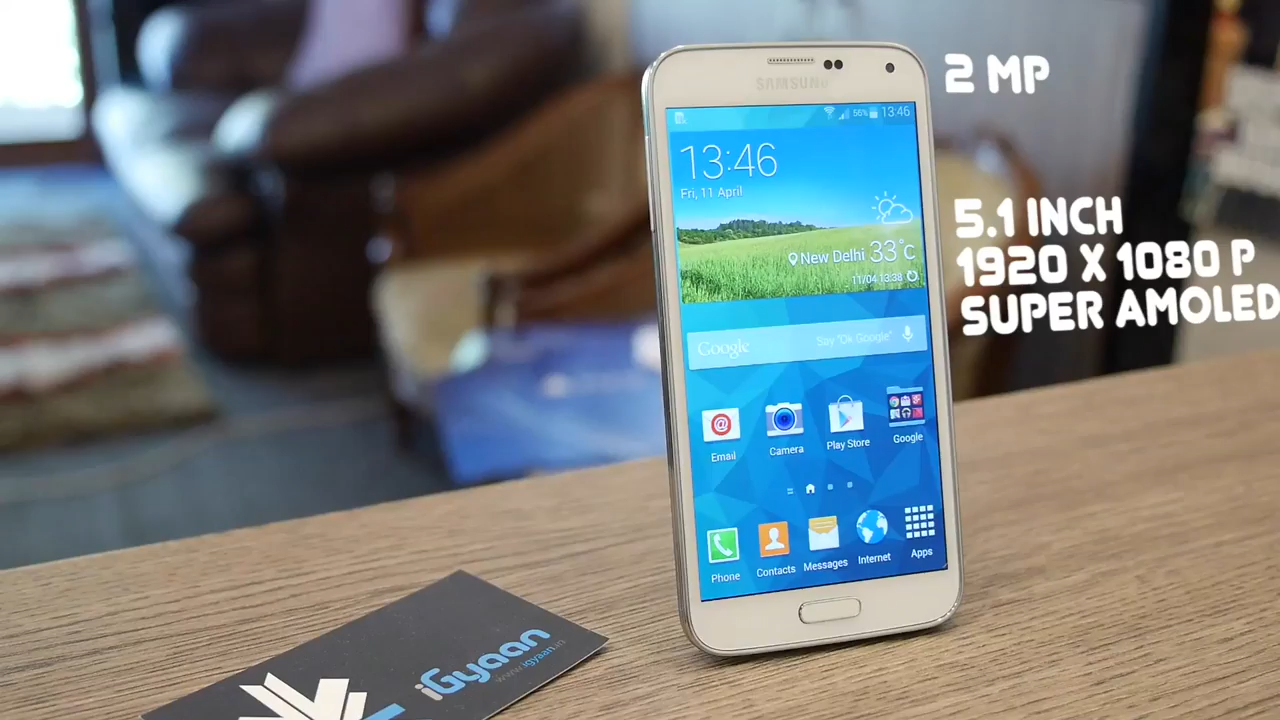 2 MP
SAMSUNG
56% 13:46
13:46
Fri, 11 April
New Delhi 33°c
11/04 13:38
5.1 INCH
1920 X 1080 P
SUPER AMOLED
Google Say "Ok Google"
Email Camera Play Store Google
Phone Contacts Messages Internet Apps
iGyaan
www.igyaan.in